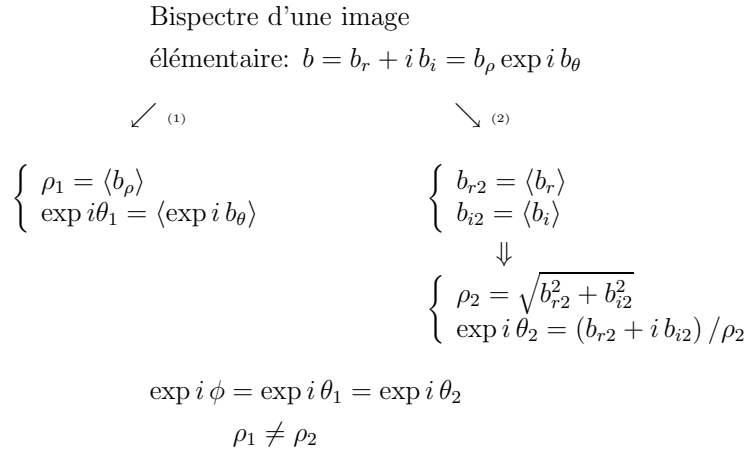 Bispectre d'une image
élémentaire: b = b_r + i b_i = b_ρ exp i b_θ
↙ (1) ↘ (2)
{ ρ_1 = ⟨b_ρ⟩
exp iθ_1 = ⟨exp i b_θ⟩
{ b_{r2} = ⟨b_r⟩
b_{i2} = ⟨b_i⟩
⇓
{ ρ_2 = √(b_{r2}^2 + b_{i2}^2)
exp i θ_2 = (b_{r2} + i b_{i2}) /ρ_2
exp i ϕ = exp i θ_1 = exp i θ_2
ρ_1 ≠ ρ_2